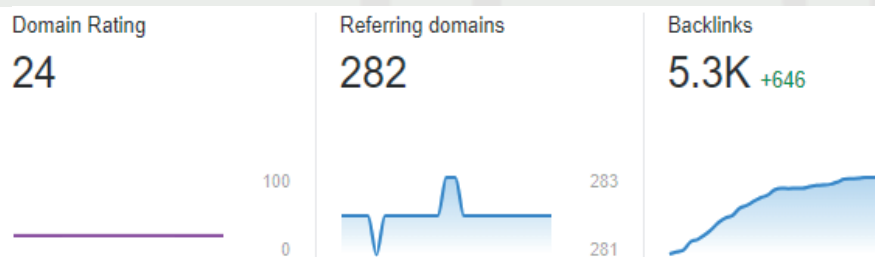 Domain Rating
24
100
0
Referring domains
282
283
281
Backlinks
5.3K +646